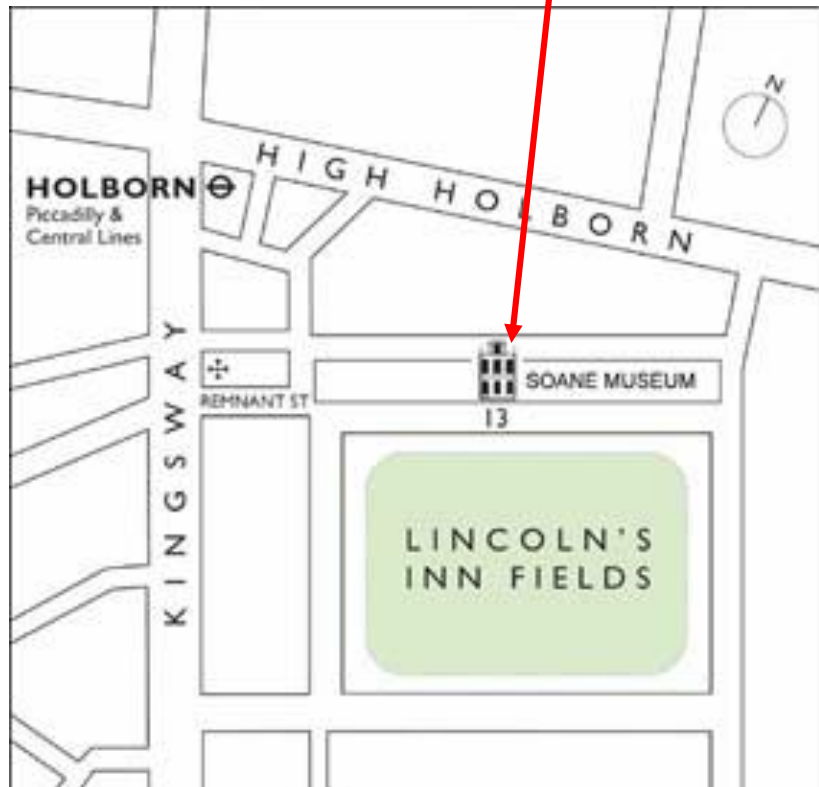 N
HIGH HOLBORN
HOLBORN
Piccadilly &
Central Lines
KINGSWAY
SOANE MUSEUM
REMNANT ST
13
LINCOLN'S
INN FIELDS